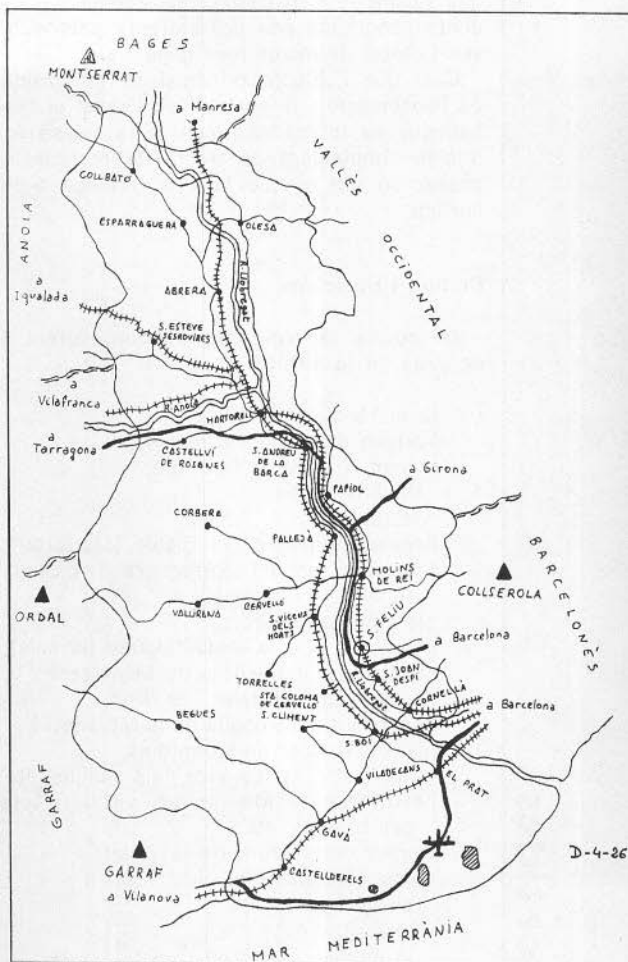 BAGES
MONTSERRAT
a Manresa
VALLÈS
OCCIDENTAL
COLLBATÓ
ESPARRAGUERA
OLESA
ANOIA
R. Llobregat
ABRERA
a
Igualada
S. ESTEVE
SESROVIRES
a
Vilafranca
R. ANOIA
MARTORELL
a
Tarragona
CASTELLVÍ
DE ROSANES
S. ANDREU
DE LA
BARCA
a Girona
PAPIOL
CORBERA
PALLEJÀ
BARCELONÈS
MOLINS
DE REI
COLLSEROLA
ORDAL
VALLIRANA
CERVELLÓ
S. VICENÇ
DELS
HORTS
S. FELIU
a Barcelona
R. Llobregat
S. JOAN
DESPÍ
TORRELLES
STA. COLOMA
DE CERVELLÓ
CORNELLÀ
a Barcelona
BEGUES
S. CLIMENT
S. BOI
VILADECANS
EL PRAT
GARRAF
GAVÀ
GARRAF
CASTELLDEFELS
a Vilanova
D-4-26
MAR MEDITERRÀNIA